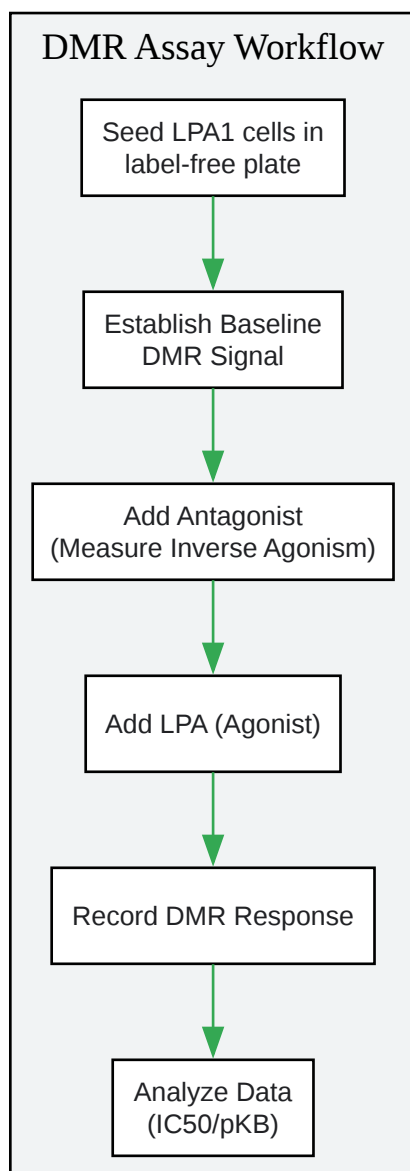 DMR Assay Workflow
Seed LPA1 cells in
label-free plate
Establish Baseline
DMR Signal
Add Antagonist
(Measure Inverse Agonism)
Add LPA (Agonist)
Record DMR Response
Analyze Data
(IC50/pKB)